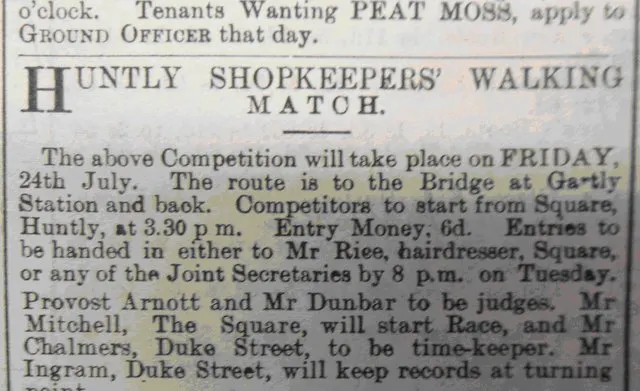 o'clock. Tenants Wanting PEAT MOSS, apply to
GROUND OFFICER that day.
HUNTLY SHOPKEEPERS' WALKING
MATCH.
The above Competition will take place on FRIDAY,
24th July. The route is to the Bridge at Gartly
Station and back. Competitors to start from Square,
Huntly, at 3.30 p m. Entry Money, 6d. Entries to
be handed in either to Mr Riee, hairdresser, Square,
or any of the Joint Secretaries by 8 p.m. on Tuesday.
Provost Arnott and Mr Dunbar to be judges. Mr
Mitchell, The Square, will start Race, and Mr
Chalmers, Duke Street, to be time-keeper. Mr
Ingram, Duke Street, will keep records at turning
point.